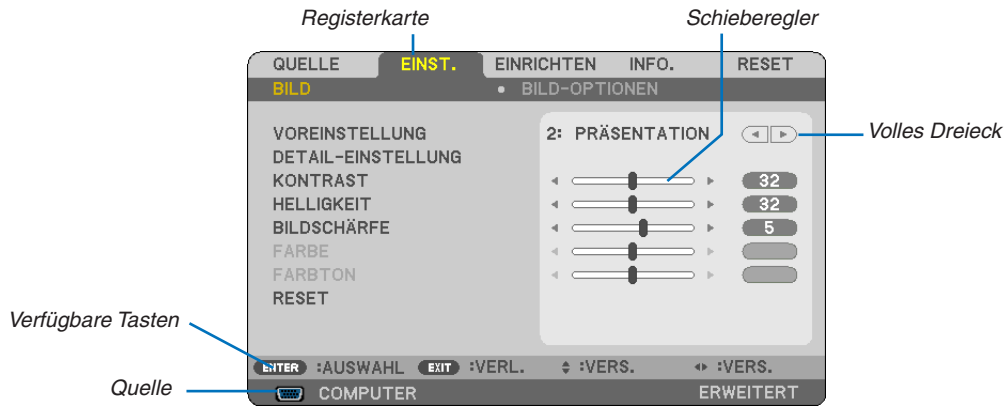 Registerkarte Schieberegler
QUELLE EINST. EINRICHTEN INFO. RESET
BILD • BILD-OPTIONEN
VOREINSTELLUNG 2: PRÄSENTATION Volles Dreieck
DETAIL-EINSTELLUNG
KONTRAST 32
HELLIGKEIT 32
BILDSCHÄRFE 5
FARBE
FARBTON
RESET
Verfügbare Tasten
ENTER :AUSWAHL EXIT :VERL. :VERS. :VERS.
Quelle COMPUTER ERWEITERT